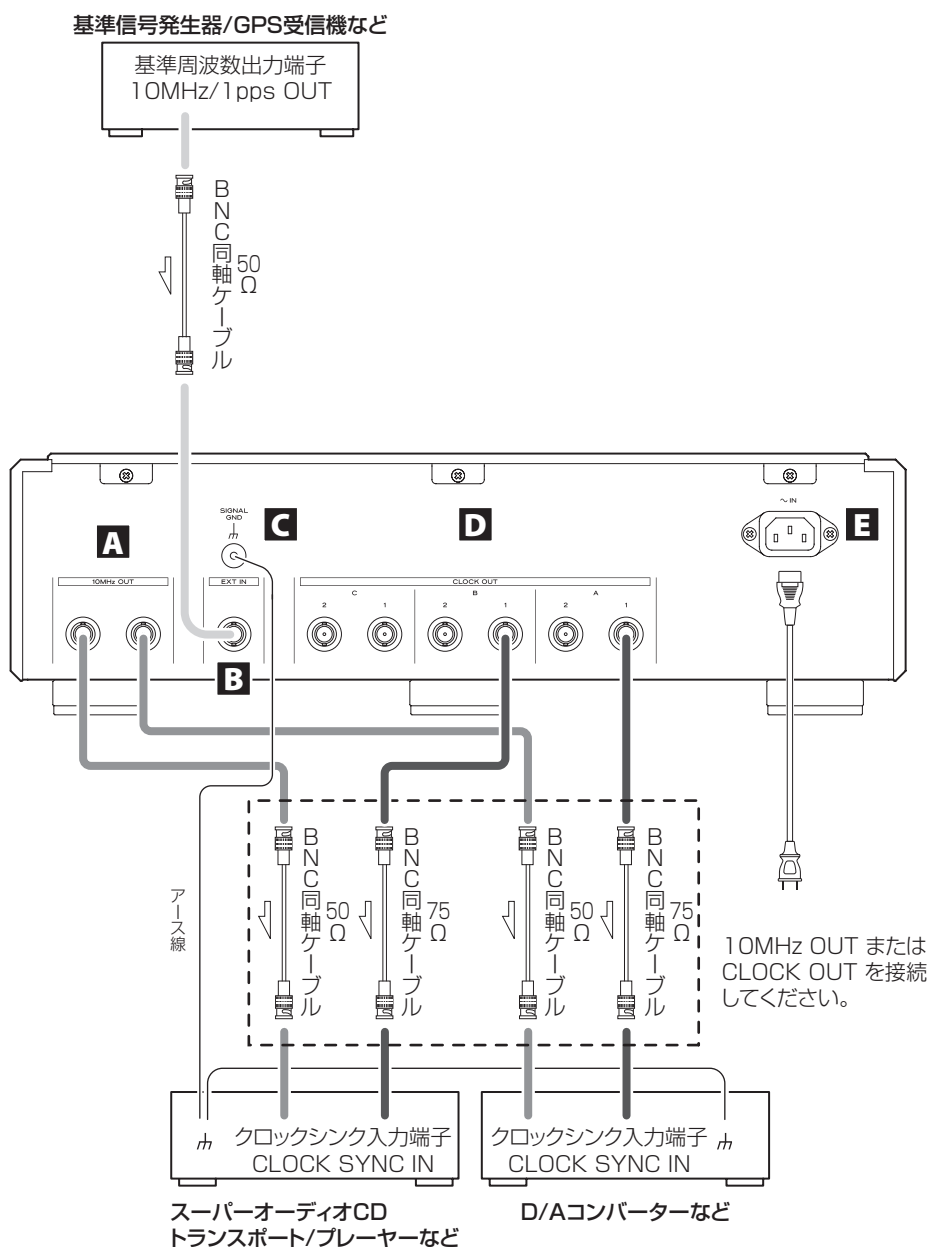 基準信号発生器/GPS受信機など
基準周波数出力端子
10MHz/1pps OUT
BNC同軸ケーブル
50Ω
SIGNAL
GND
A
C
D
E
～ IN
10MHz OUT
EXT IN
CLOCK OUT
C
B
A
2
1
2
1
2
1
B
アース線
BNC同軸ケーブル
50Ω
BNC同軸ケーブル
75Ω
BNC同軸ケーブル
50Ω
BNC同軸ケーブル
75Ω
10MHz OUT または
CLOCK OUT を接続
してください。
クロックシンク入力端子
CLOCK SYNC IN
クロックシンク入力端子
CLOCK SYNC IN
スーパーオーディオCD
トランスポート/プレーヤーなど
D/Aコンバーターなど